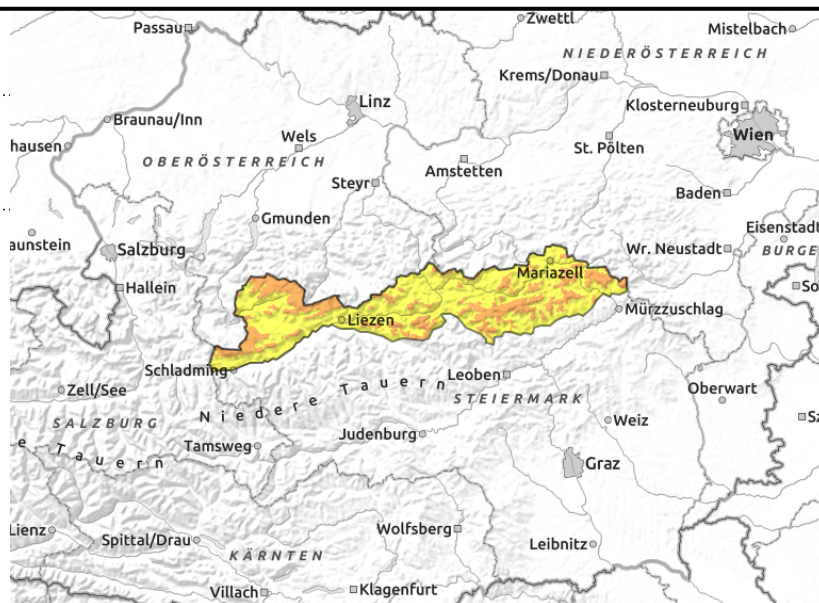 Zwettl
Passau
Mistelbach
NIEDERÖSTERREICH
Krems/Donau
Linz
Klosterneuburg
Braunau/Inn
Wien
hausen
Wels
St. Pölten
OBERÖSTERREICH
Amstetten
Steyr
Baden
Gmunden
Eisenstadt
aunstein
Salzburg
Wr. Neustadt
BURGE
Mariazell
Hallein
So
Mürzzuschlag
Liezen
Schladming
Leoben
Zell/See
Niedere Tauern
Oberwart
STEIERMARK
SALZBURG
Weiz
Sz
Judenburg
Tamsweg
e Tauern
Graz
Lienz
Wolfsberg
Spittal/Drau
Leibnitz
KÄRNTEN
Villach
Klagenfurt